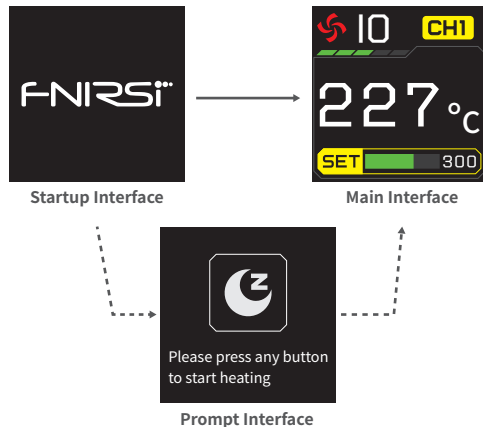 FNIRSI
10 CH1
227°C
SET 300
Startup Interface
Main Interface
z
Please press any button
to start heating
Prompt Interface